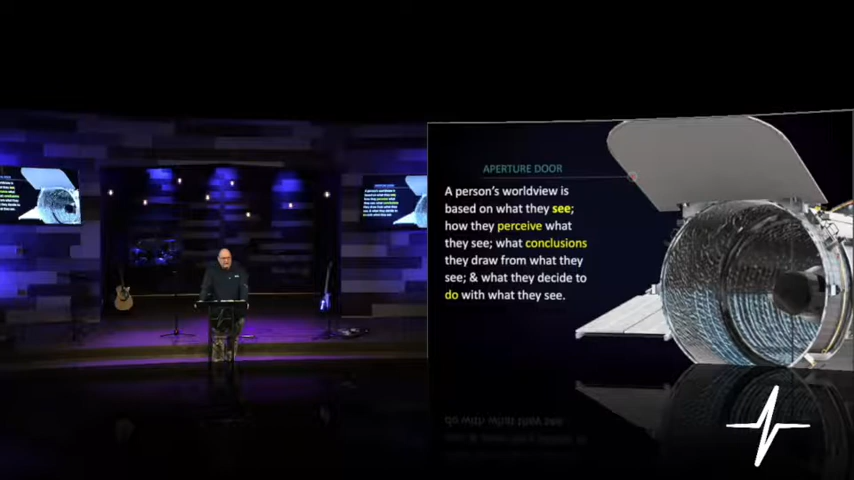 APERTURE DOOR
A person's worldview is
based on what they see;
how they perceive what
they see; what conclusions
they draw from what they
see; & what they decide to
do with what they see.